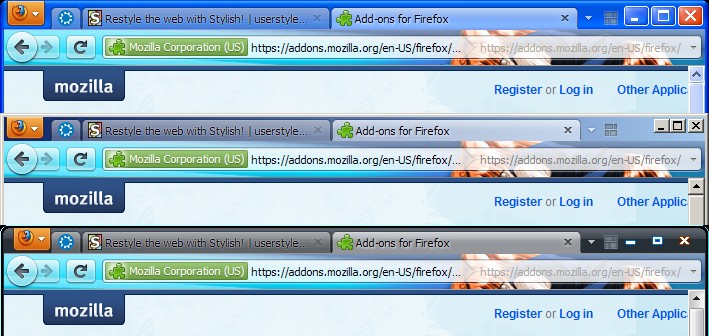 Restyle the web with Stylish! | userstyle... Add-ons for Firefox
Mozilla Corporation (US) https://addons.mozilla.org/en-US/firefox/... https://addons.mozilla.org/en-US/firefox/
mozilla Register or Log in Other Applic
Restyle the web with Stylish! | userstyle... Add-ons for Firefox
Mozilla Corporation (US) https://addons.mozilla.org/en-US/firefox/... https://addons.mozilla.org/en-US/firefox/
mozilla Register or Log in Other Applic
Restyle the web with Stylish! | userstyle... Add-ons for Firefox
Mozilla Corporation (US) https://addons.mozilla.org/en-US/firefox/... https://addons.mozilla.org/en-US/firefox/
mozilla Register or Log in Other Applic